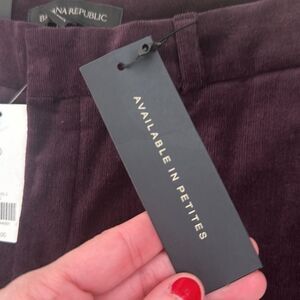 BANANA REPUBLIC
AVAILABLE IN PETITES